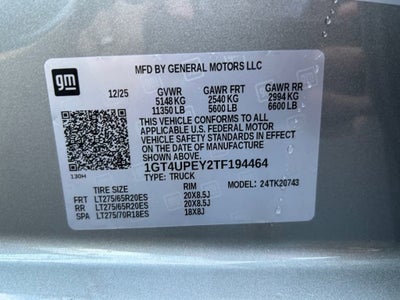 gm
MFD BY GENERAL MOTORS LLC
12/25 GVWR GAWR FRT GAWR RR
5148 KG 2540 KG 2994 KG
11350 LB 5600 LB 6600 LB
THIS VEHICLE CONFORMS TO ALL
APPLICABLE U.S. FEDERAL MOTOR
VEHICLE SAFETY STANDARDS IN EFFECT
ON THE DATE OF MANUFACTURE
SHOWN ABOVE.
1GT4UPEY2TF194464
130H TYPE: TRUCK
TIRE SIZE RIM MODEL: 24TK20743
FRT LT275/65R20ES 20X8.5J
RR LT275/65R20ES 20X8.5J
SPA LT275/70R18ES 18X8J